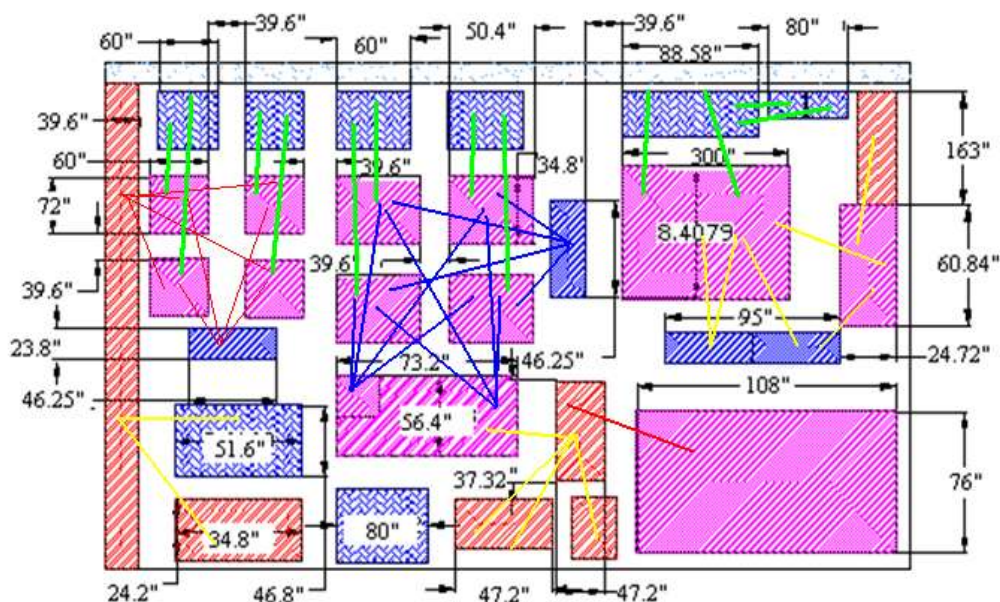 39.6" 50.4" 39.6" 80"
60" 60" 88.58"
39.6"
60" 39.6" 34.8' 300" 163"
72"
8.4079
39.6" 39.6" 60.84"
95"
23.8" 73.2" 46.25" 24.72"
46.25" 108"
56.4"
51.6"
37.32" 76"
34.8" 80"
24.2" 46.8" 47.2" 47.2"